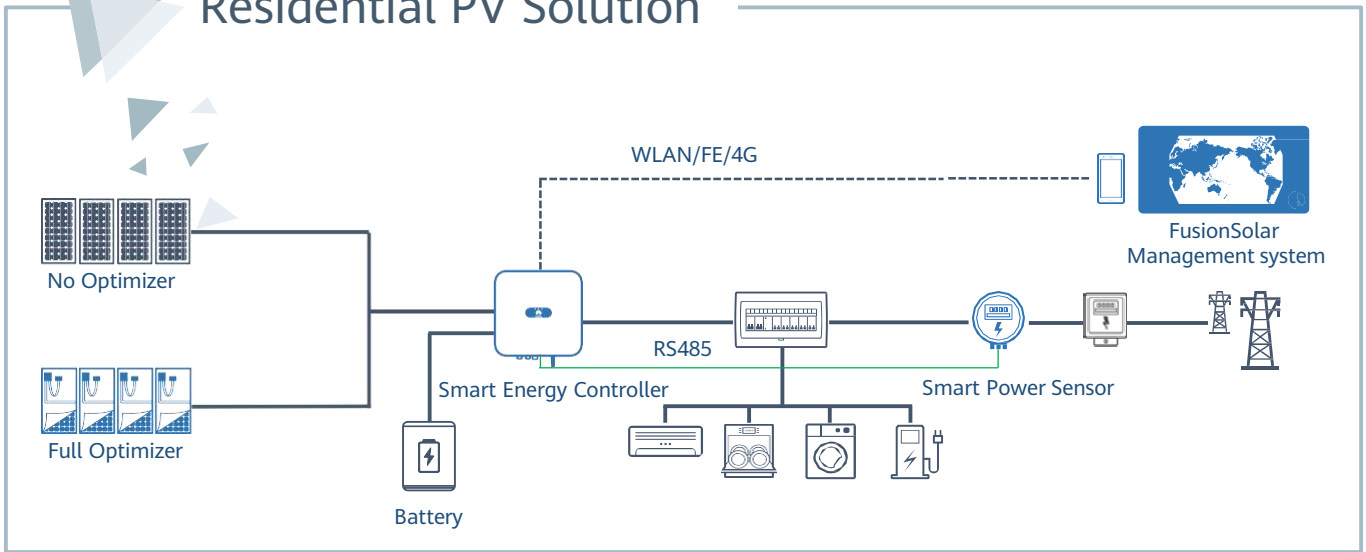 Residential PV Solution
WLAN/FE/4G
FusionSolar
Management system
No Optimizer
RS485
Smart Energy Controller
Smart Power Sensor
Full Optimizer
Battery